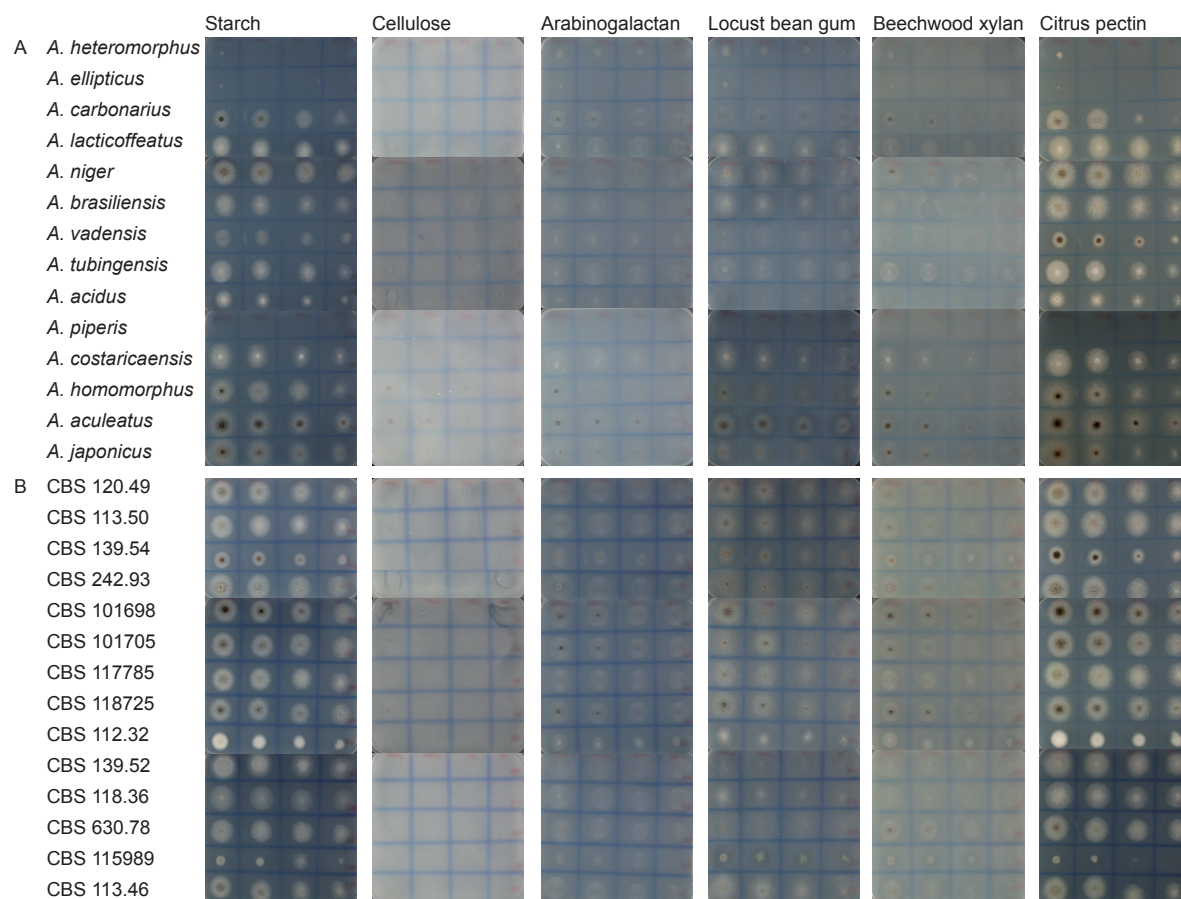 Starch Cellulose Arabinogalactan Locust bean gum Beechwood xylan Citrus pectin
A A. heteromorphus
A. ellipticus
A. carbonarius
A. lacticoffeatus
A. niger
A. brasiliensis
A. vadensis
A. tubingensis
A. acidus
A. piperis
A. costaricaensis
A. homomorphus
A. aculeatus
A. japonicus
B CBS 120.49
CBS 113.50
CBS 139.54
CBS 242.93
CBS 101698
CBS 101705
CBS 117785
CBS 118725
CBS 112.32
CBS 139.52
CBS 118.36
CBS 630.78
CBS 115989
CBS 113.46